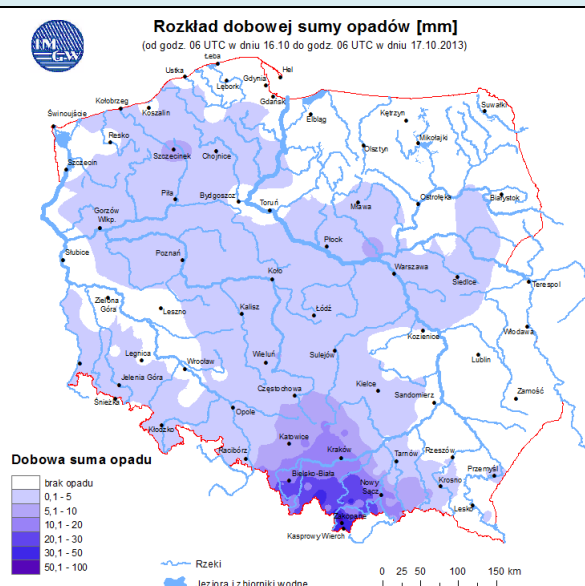 IM
GW
Rozkład dobowej sumy opadów [mm]
(od godz. 06 UTC w dniu 16.10 do godz. 06 UTC w dniu 17.10.2013)
Łeba
Hel
Ustka
Gdynia
Lębork
Gdańsk
Suwałki
Kołobrzeg
Koszalin
Elbląg
Kętrzyn
Świnoujście
Resko
Mikołajki
Olsztyn
Szczecin
Szczecinek
Chojnice
Piła
Bydgoszcz
Toruń
Mława
Ostrołęka
Białystok
Gorzów
Wlkp.
Płock
Słubice
Poznań
Koło
Warszawa
Siedlce
Terespol
Zielona
Góra
Leszno
Kalisz
Łódź
Kozienice
Włodawa
Legnica
Wrocław
Wieluń
Sulejów
Lublin
Jelenia Góra
Częstochowa
Kielce
Sandomierz
Zamość
Śnieżka
Opole
Kłodzko
Racibórz
Katowice
Kraków
Tarnów
Rzeszów
Przemyśl
Bielsko-Biała
Nowy
Sącz
Krosno
Lesko
Zakopane
Kasprowy Wierch
Dobowa suma opadu
brak opadu
0,1 - 5
5,1 - 10
10,1 - 20
20,1 - 30
30,1 - 50
50,1 - 100
Rzeki
Jeziora i zbiorniki wodne
0 25 50 100 150 km